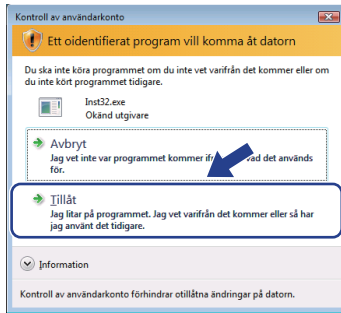 Kontroll av användarkonto
Ett oidentifierat program vill komma åt datorn
Du ska inte köra programmet om du inte vet varifrån det kommer eller om
du inte kört programmet tidigare.
Inst32.exe
Okänd utgivare
Avbryt
Jag vet inte var programmet kommer vad det används
för.
Tillåt
Jag litar på programmet. Jag vet varifrån det kommer eller så har
jag använt det tidigare.
Information
Kontroll av användarkonto förhindrar otillåtna ändringar på datorn.